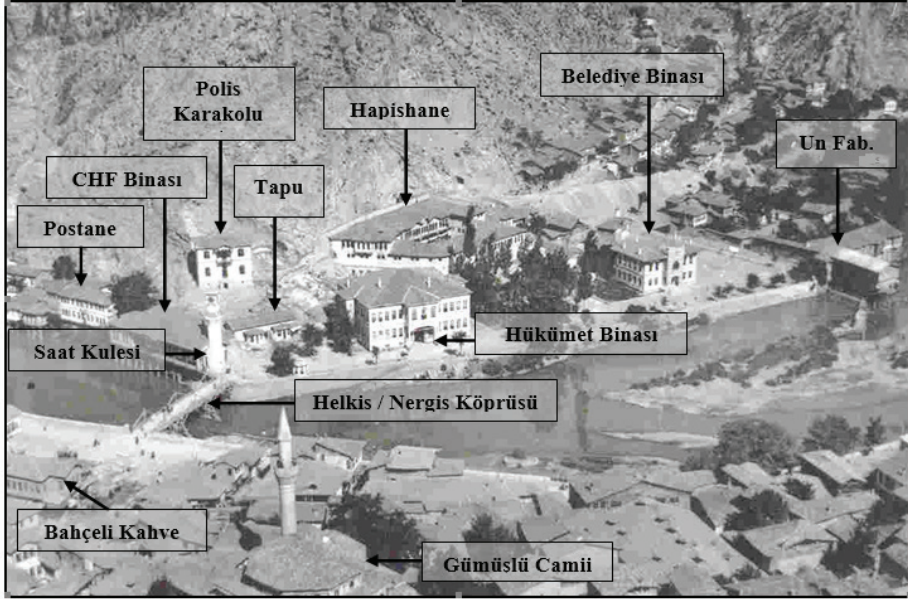 Belediye Binası
Polis
Karakolu
Hapishane
Un Fab.
CHF Binası
Tapu
Postane
Hükümet Binası
Saat Kulesi
Helkis / Nergis Köprüsü
Bahçeli Kahve
Gümüşlü Camii